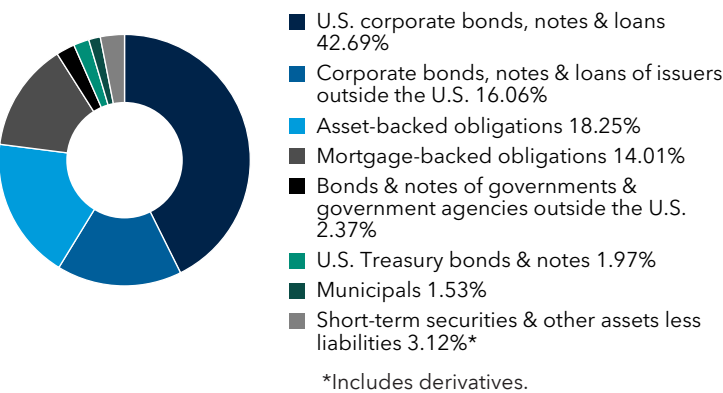 U.S. corporate bonds, notes & loans
42.69%
Corporate bonds, notes & loans of issuers
outside the U.S. 16.06%
Asset-backed obligations 18.25%
Mortgage-backed obligations 14.01%
Bonds & notes of governments &
government agencies outside the U.S.
2.37%
U.S. Treasury bonds & notes 1.97%
Municipals 1.53%
Short-term securities & other assets less
liabilities 3.12%*
*Includes derivatives.